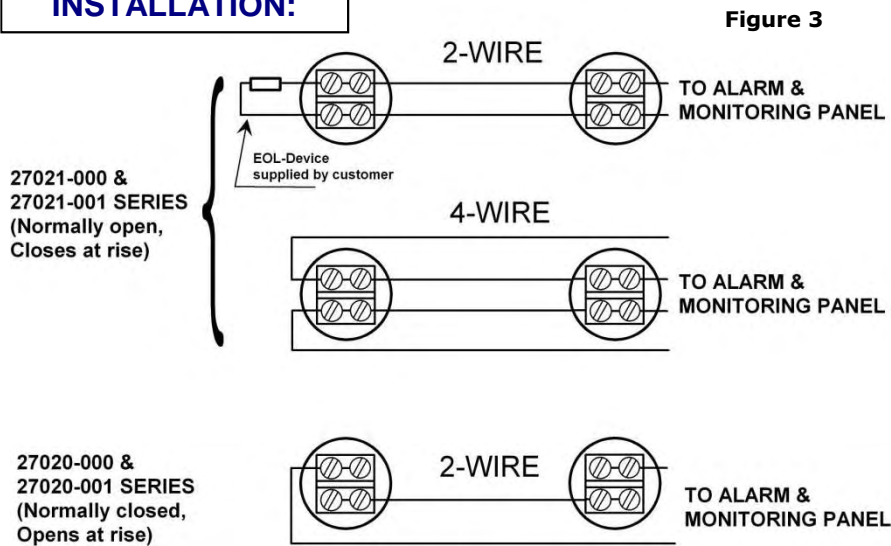 INSTALLATION:
Figure 3
2-WIRE
TO ALARM &
MONITORING PANEL
EOL-Device
supplied by customer
27021-000 &
27021-001 SERIES
(Normally open,
Closes at rise)
4-WIRE
TO ALARM &
MONITORING PANEL
27020-000 &
27020-001 SERIES
(Normally closed,
Opens at rise)
2-WIRE
TO ALARM &
MONITORING PANEL